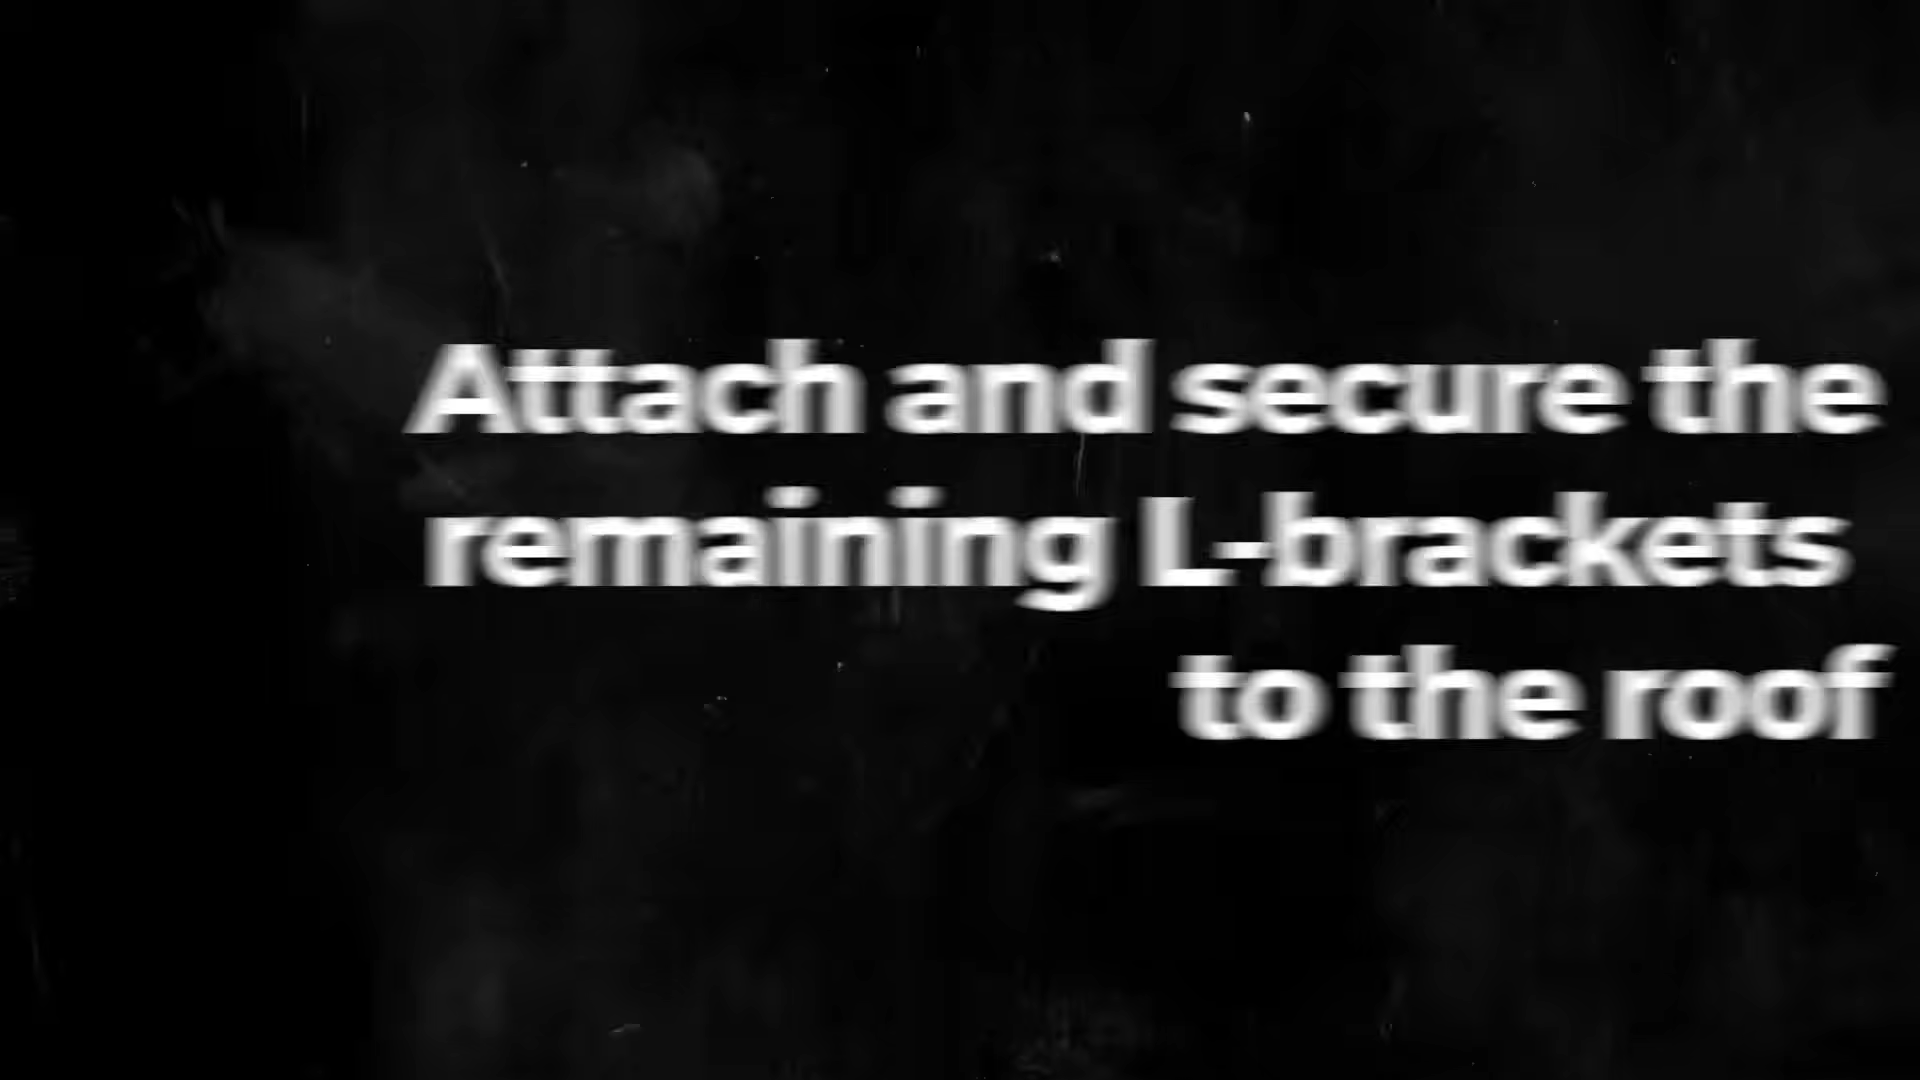 Attach and secure the
remaining L-brackets
to the roof